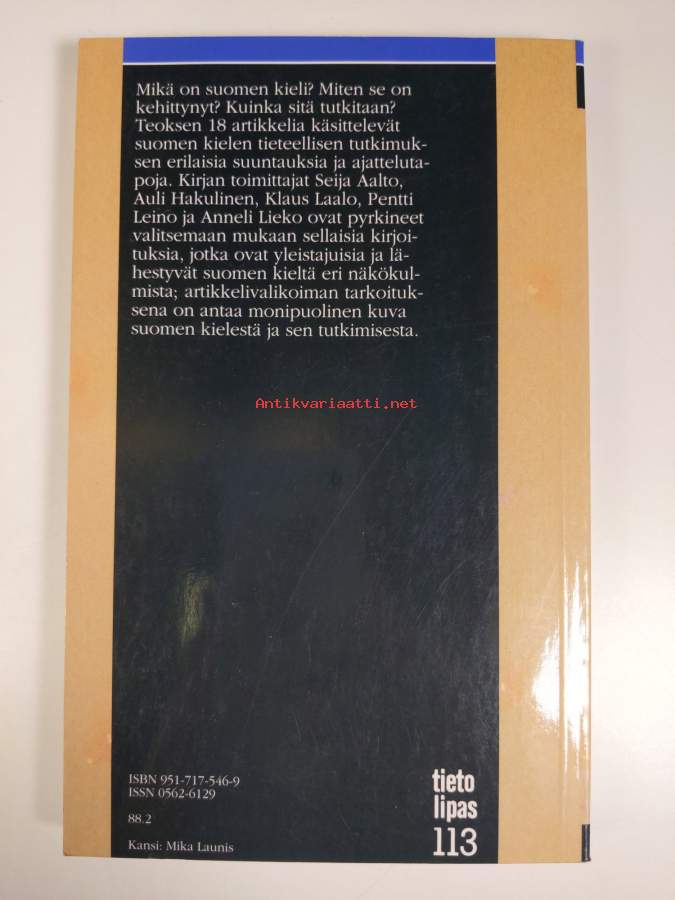 Mikä on suomen kieli? Miten se on
kehittynyt? Kuinka sitä tutkitaan?
Teoksen 18 artikkelia käsittelevät
suomen kielen tieteellisen tutkimuk-
sen erilaisia suuntauksia ja ajatteluta-
poja. Kirjan toimittajat Seija Aalto,
Auli Hakulinen, Klaus Laalo, Pentti
Leino ja Anneli Lieko ovat pyrkineet
valitsemaan mukaan sellaisia kirjoi-
tuksia, jotka ovat yleistajuisia ja lä-
hestyvät suomen kieltä eri näkökul-
mista; artikkelivalikoiman tarkoituk-
sena on antaa monipuolinen kuva
suomen kielestä ja sen tutkimisesta.
Antikvariaatti.net
ISBN 951-717-546-9
ISSN 0562-6129
88.2
Kansi: Mika Launis
tieto
lipas
113